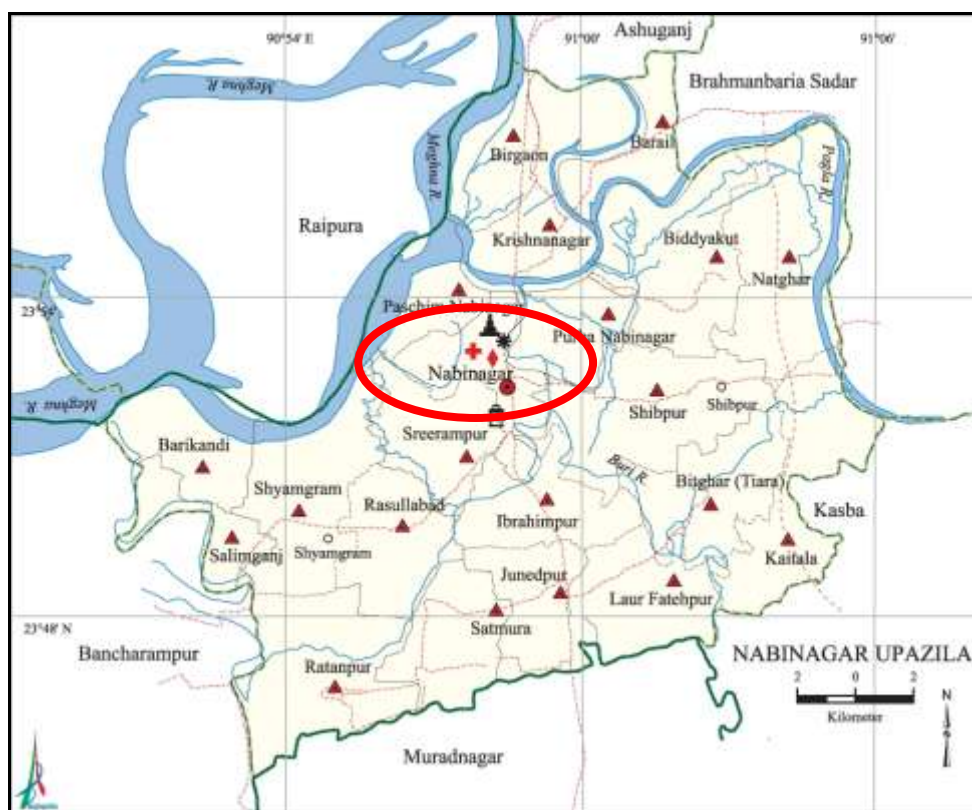 Ashuganj
90°54' E
91°00'
91°06'
Brahmanbaria Sadar
Meghna R.
Meghna R.
Meghna R.
Pagla R.
Barail
Birgaon
Raipura
Krishnanagar
Biddyakut
Natghar
Paschim Nabinagar
Purba Nabinagar
Nabinagar
Shibpur
Shibpur
Meghna R.
Meghna R.
Barikandi
Sreerampur
Buri R.
Bitghar (Tiara)
Kasba
Shyamgram
Rasullabad
Ibrahimpur
Salimganj
Shyamgram
Kaitala
Junedpur
Laur Fatehpur
Satmura
23°48' N
Bancharampur
Ratanpur
NABINAGAR UPAZILA
2 0 2
Kilometer
N
Muradnagar